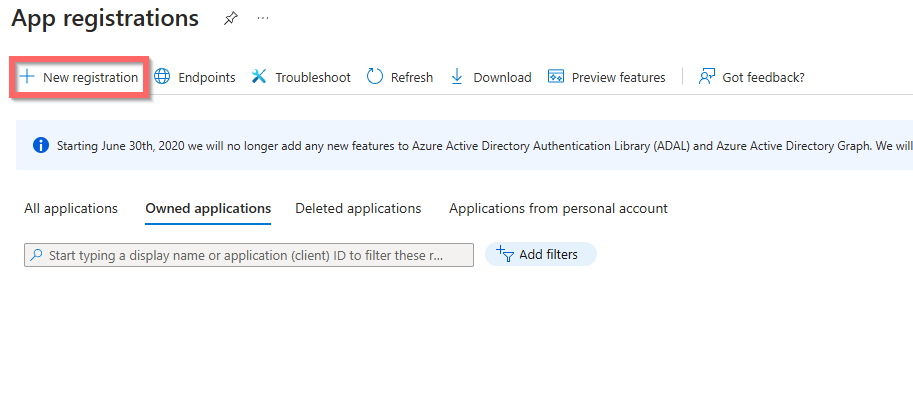 App registrations
New registration Endpoints Troubleshoot Refresh Download Preview features Got feedback?
Starting June 30th, 2020 we will no longer add any new features to Azure Active Directory Authentication Library (ADAL) and Azure Active Directory Graph. We will
All applications Owned applications Deleted applications Applications from personal account
Start typing a display name or application (client) ID to filter these r... Add filters